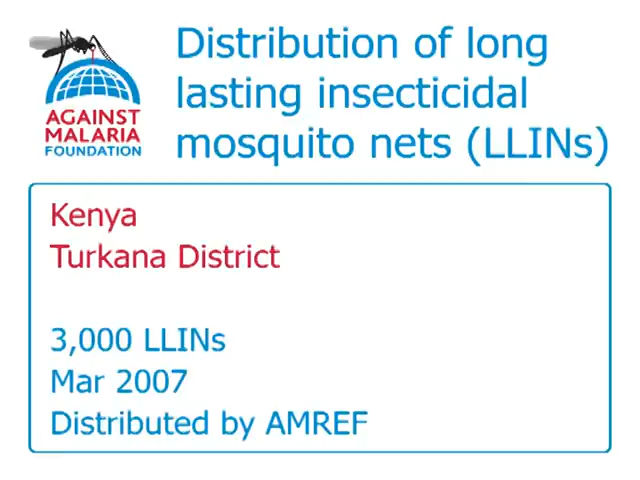 Distribution of long
lasting insecticidal
mosquito nets (LLINs)
AGAINST
MALARIA
FOUNDATION
Kenya
Turkana District
3,000 LLINs
Mar 2007
Distributed by AMREF